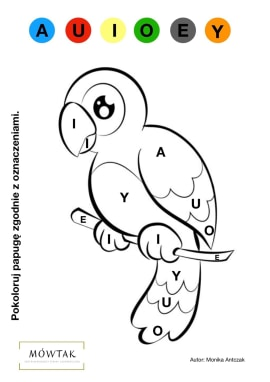 A U I O E Y
Pokoloruj papugę zgodnie z oznaczeniami.
I
I
A
Y
U
O
E
I
I
E
Y
U
O
MÓWTAK
Autor: Monika Antczak